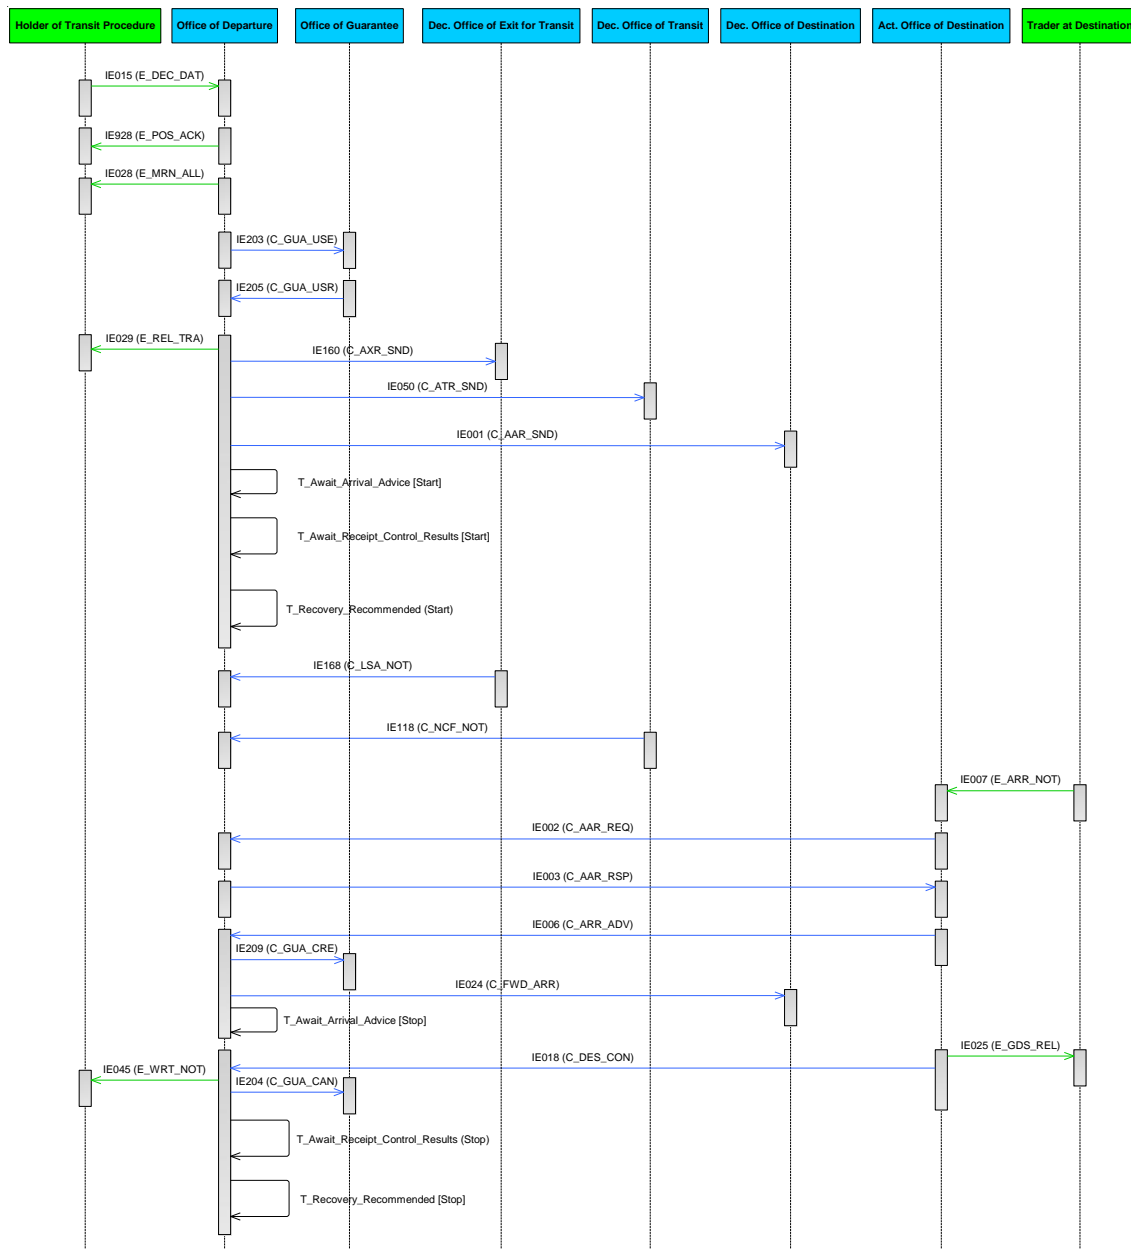 Holder of Transit Procedure
Office of Departure
Office of Guarantee
Dec. Office of Exit for Transit
Dec. Office of Transit
Dec. Office of Destination
Act. Office of Destination
Trader at Destination
IE015 (E_DEC_DAT)
IE928 (E_POS_ACK)
IE028 (E_MRN_ALL)
IE203 (C_GUA_USE)
IE205 (C_GUA_USR)
IE029 (E_REL_TRA)
IE160 (C_AXR_SND)
IE050 (C_ATR_SND)
IE001 (C_AAR_SND)
T_Await_Arrival_Advice [Start]
T_Await_Receipt_Control_Results [Start]
T_Recovery_Recommended (Start)
IE168 (C_LSA_NOT)
IE118 (C_NCF_NOT)
IE007 (E_ARR_NOT)
IE002 (C_AAR_REQ)
IE003 (C_AAR_RSP)
IE006 (C_ARR_ADV)
IE209 (C_GUA_CRE)
IE024 (C_FWD_ARR)
T_Await_Arrival_Advice [Stop]
IE025 (E_GDS_REL)
IE018 (C_DES_CON)
IE045 (E_WRT_NOT)
IE204 (C_GUA_CAN)
T_Await_Receipt_Control_Results (Stop)
T_Recovery_Recommended [Stop]